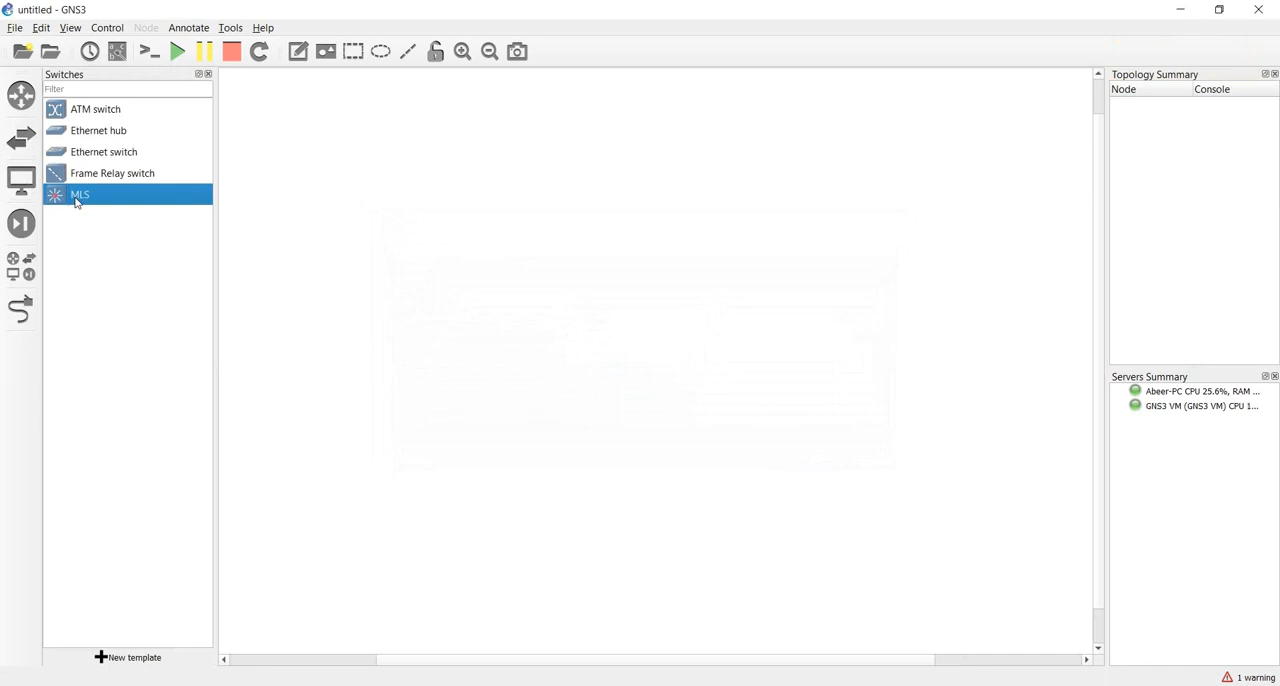 untitled - GNS3
File Edit View Control Node Annotate Tools Help
Switches
Filter
ATM switch
Ethernet hub
Ethernet switch
Frame Relay switch
MLS
New template
Topology Summary
Node Console
Servers Summary
Abeer-PC CPU 25.6%, RAM ...
GNS3 VM (GNS3 VM) CPU 1...
1 warning